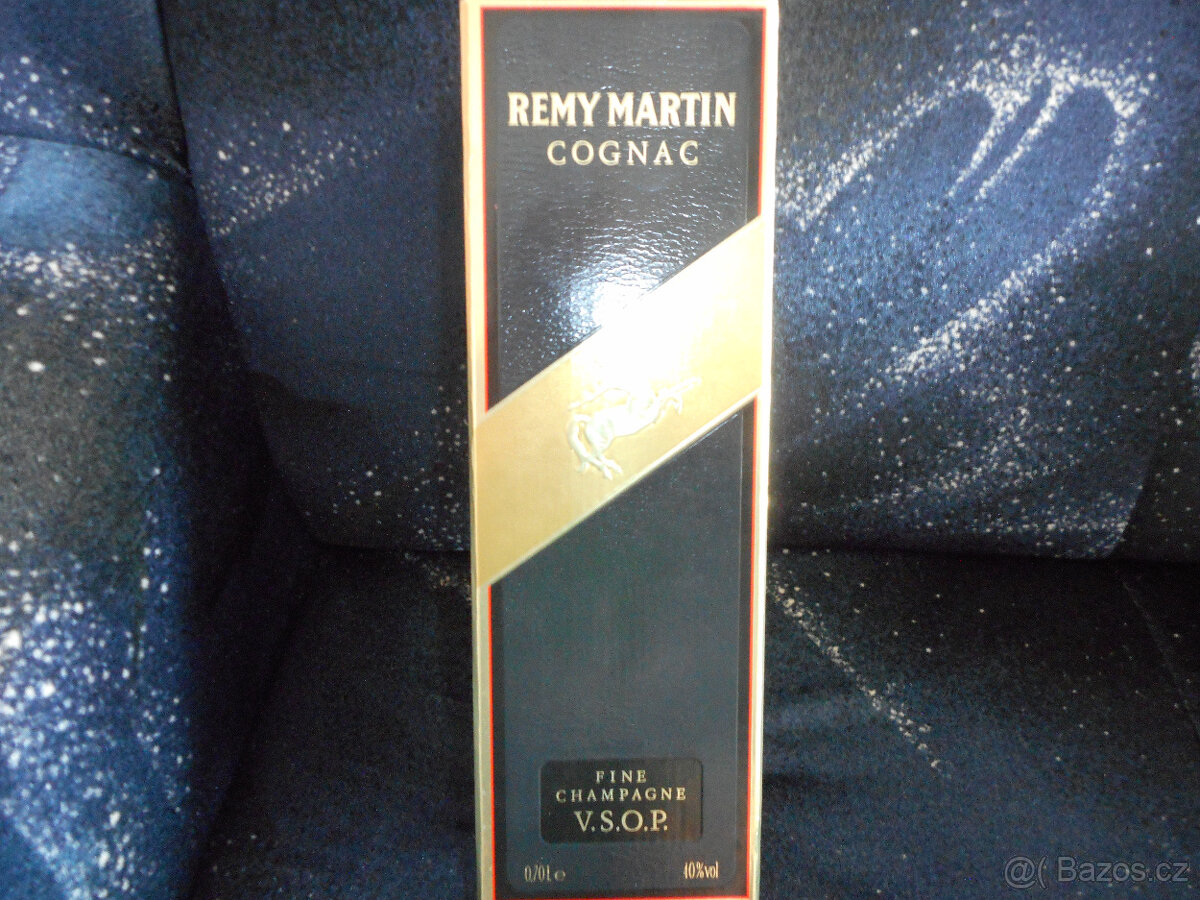 REMY MARTIN
COGNAC
FINE
CHAMPAGNE
V.S.O.P.
0,70 L e 40%vol
@( Bazos.cz